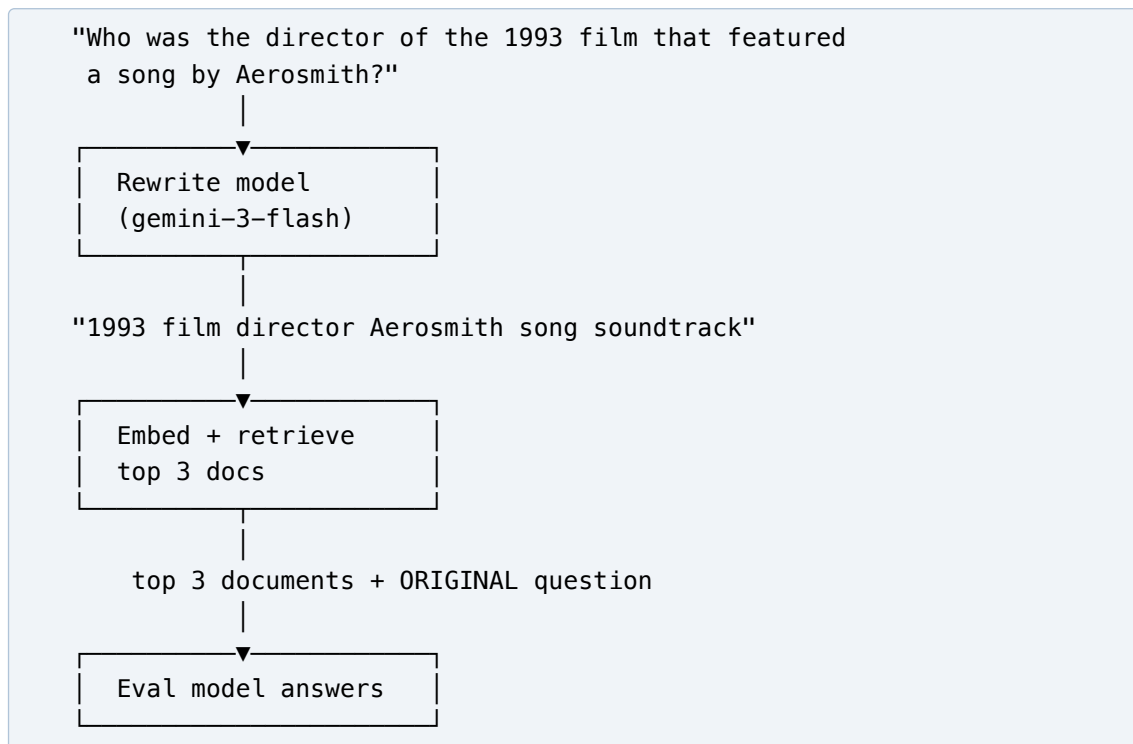 "Who was the director of the 1993 film that featured
a song by Aerosmith?"
Rewrite model
(gemini-3-flash)
"1993 film director Aerosmith song soundtrack"
Embed + retrieve
top 3 docs
top 3 documents + ORIGINAL question
Eval model answers